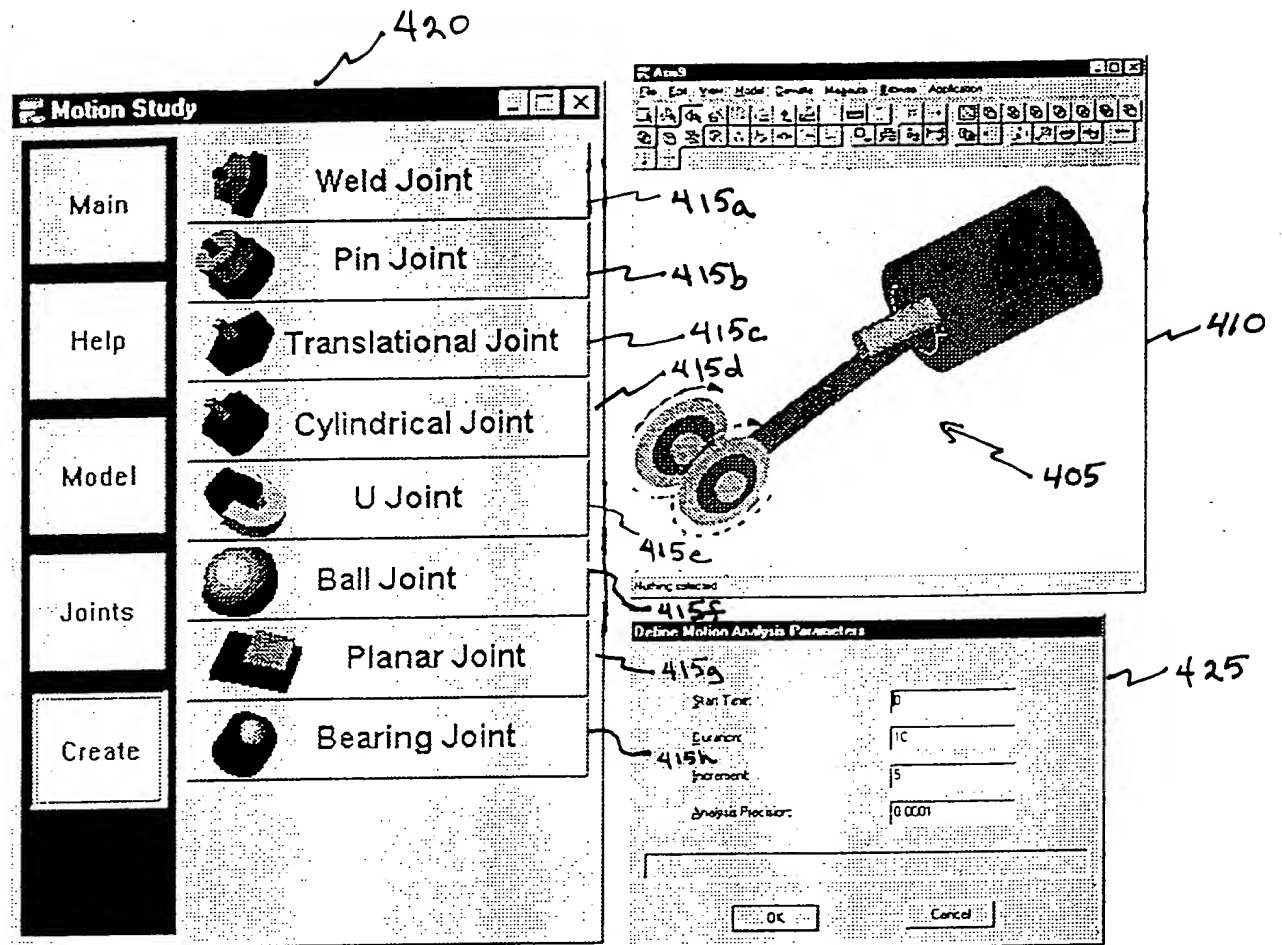 420
Motion Study
Main
Help
Model
Joints
Create
Weld Joint
Pin Joint
Translational Joint
Cylindrical Joint
U Joint
Ball Joint
Planar Joint
Bearing Joint
415a
415b
415c
415d
415e
415f
415g
415h
File Edit View Model Magnets Browse Application
410
405
Nothing selected
Define Motion Analysis Parameters
425
Start Time:
0
Duration:
10
Increment:
5
Analysis Precision:
0.0001
OK
Cancel